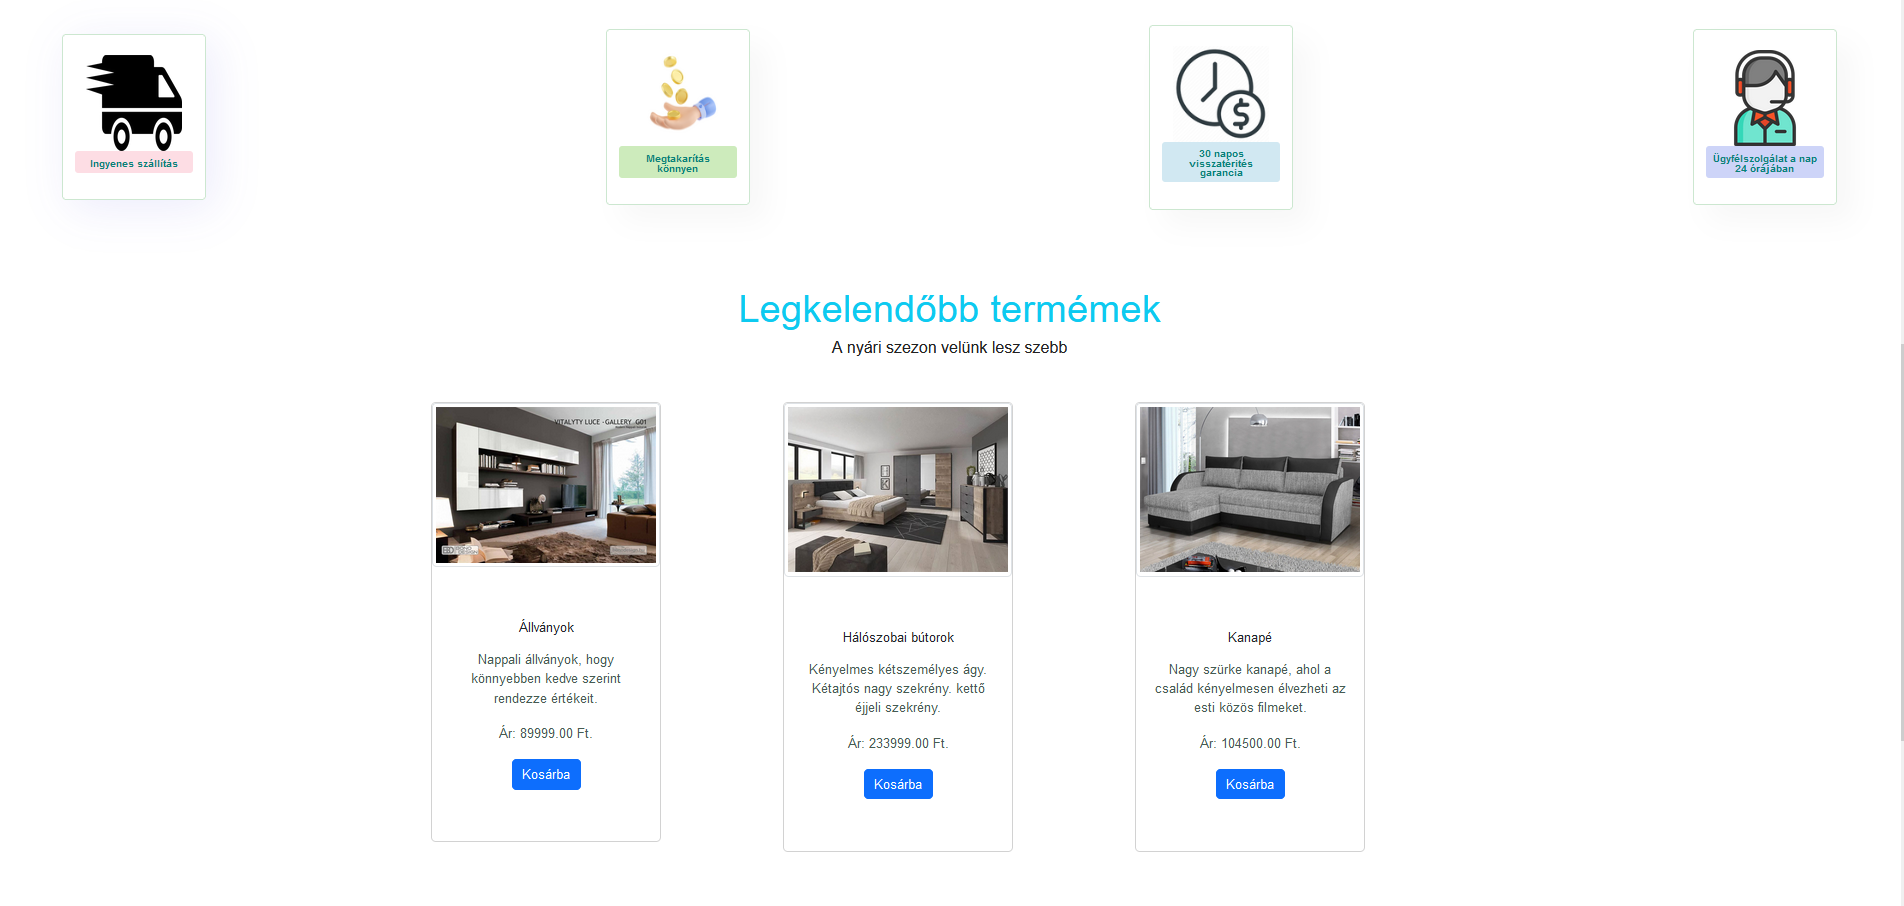 Ingyenes szállítás
Megtakarítás
könnyen
30 napos
visszatérítés
garancia
Ügyfélszolgálat a nap
24 órájában
Legkelendőbb termémek
A nyári szezon velünk lesz szebb
VITALYTY LUCE - GALLERY G01
Állványok
Nappali állványok, hogy
könnyebben kedve szerint
rendezze értékeit.
Ár: 89999.00 Ft.
Kosárba
Hálószobai bútorok
Kényelmes kétszemélyes ágy.
Kétajtós nagy szekrény. kettő
éjjeli szekrény.
Ár: 233999.00 Ft.
Kosárba
Kanapé
Nagy szürke kanapé, ahol a
család kényelmesen élvezheti az
esti közös filmeket.
Ár: 104500.00 Ft.
Kosárba